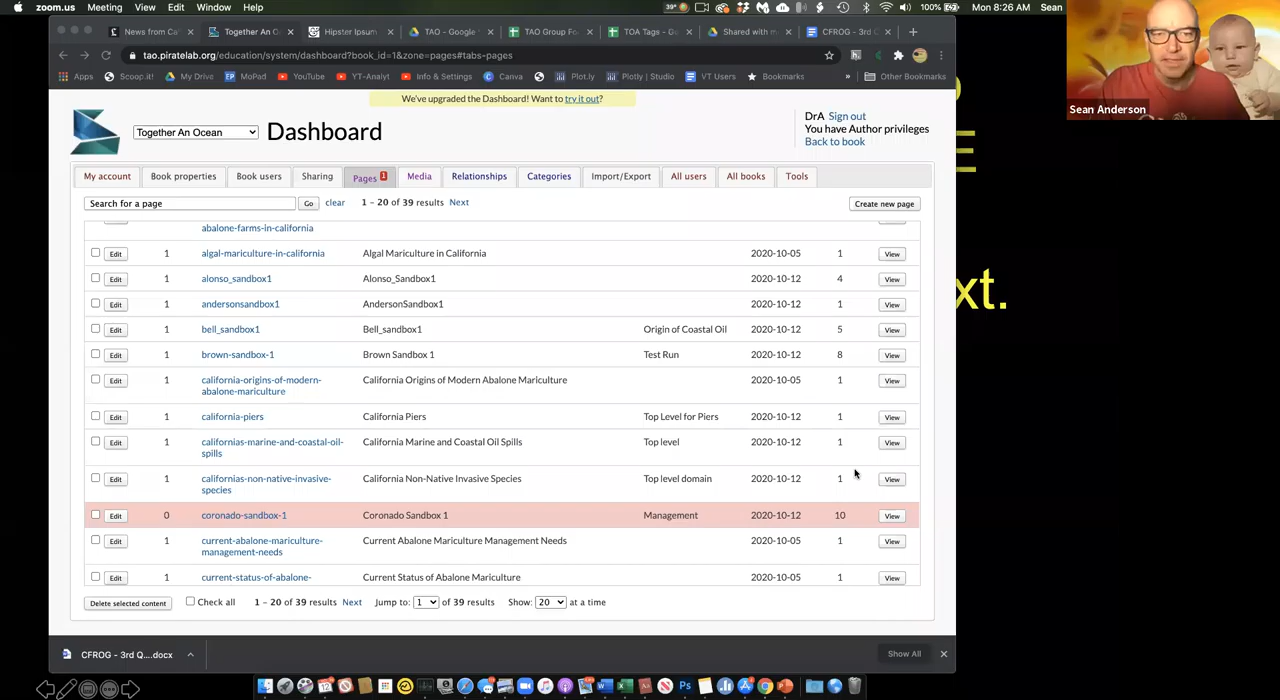 zoom.us Meeting View Edit Window Help 39° 100% Mon 8:26 AM Sean
News from Ca Together An O Hipster Ipsum TAO - Google TAO Group Fo TOA Tags - Go Shared with m CFROG - 3rd Q
tao.piratelab.org/education/system/dashboard?book_id=1&zone=pages#tabs-pages
Apps Scoop.it! My Drive MoPad YouTube YT-Analyt Info & Settings Canva Plot.ly Plotly | Studio VT Users Bookmarks » Other Bookmarks
Sean Anderson
We've upgraded the Dashboard! Want to try it out?
Together An Ocean Dashboard
DrA Sign out
You have Author privileges
Back to book
My account Book properties Book users Sharing Pages 1 Media Relationships Categories Import/Export All users All books Tools
Search for a page Go clear 1 – 20 of 39 results Next Create new page
abalone-farms-in-california
Edit 1 algal-mariculture-in-california Algal Mariculture in California 2020-10-05 1 View
Edit 1 alonso_sandbox1 Alonso_Sandbox1 2020-10-12 4 View
Edit 1 andersonsandbox1 AndersonSandbox1 2020-10-12 1 View
Edit 1 bell_sandbox1 Bell_sandbox1 Origin of Coastal Oil 2020-10-12 5 View
Edit 1 brown-sandbox-1 Brown Sandbox 1 Test Run 2020-10-12 8 View
Edit 1 california-origins-of-modern- California Origins of Modern Abalone Mariculture 2020-10-05 1 View
abalone-mariculture
Edit 1 california-piers California Piers Top Level for Piers 2020-10-12 1 View
Edit 1 californias-marine-and-coastal-oil- California Marine and Coastal Oil Spills Top level 2020-10-12 1 View
spills
Edit 1 californias-non-native-invasive- California Non-Native Invasive Species Top level domain 2020-10-12 1 View
species
Edit 0 coronado-sandbox-1 Coronado Sandbox 1 Management 2020-10-12 10 View
Edit 1 current-abalone-mariculture- Current Abalone Mariculture Management Needs 2020-10-05 1 View
management-needs
Edit 1 current-status-of-abalone- Current Status of Abalone Mariculture 2020-10-05 1 View
Delete selected content Check all 1 – 20 of 39 results Next Jump to: 1 of 39 results Show: 20 at a time
xt.
CFROG - 3rd Q....docx Show All